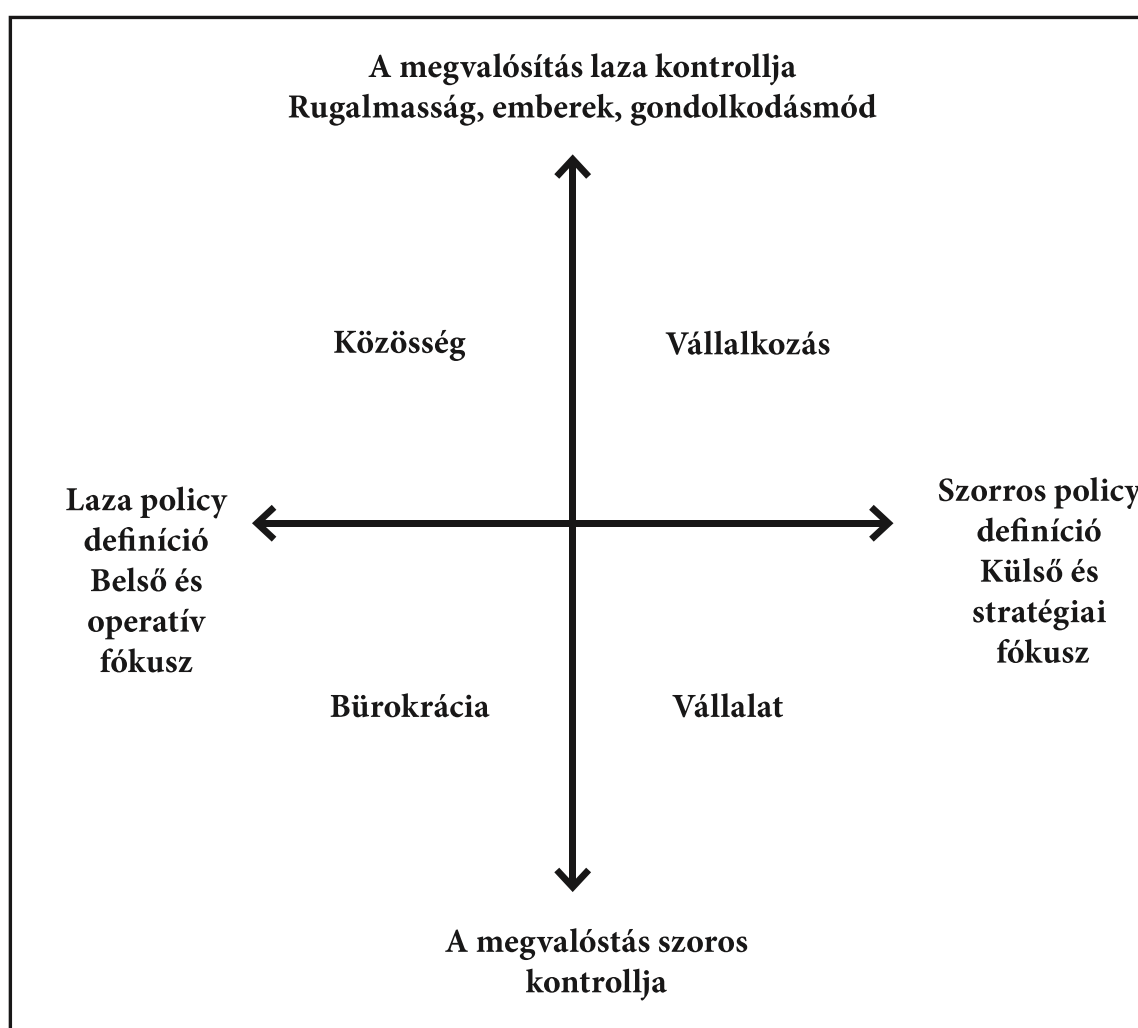 A megvalósítás laza kontrollja
Rugalmasság, emberek, gondolkodásmód
Közösség
Vállalkozás
Laza policy
definíció
Belső és
operatív
fókusz
Szorros policy
definíció
Külső és
stratégiai
fókusz
Bürokrácia
Vállalat
A megvalóstás szoros
kontrollja